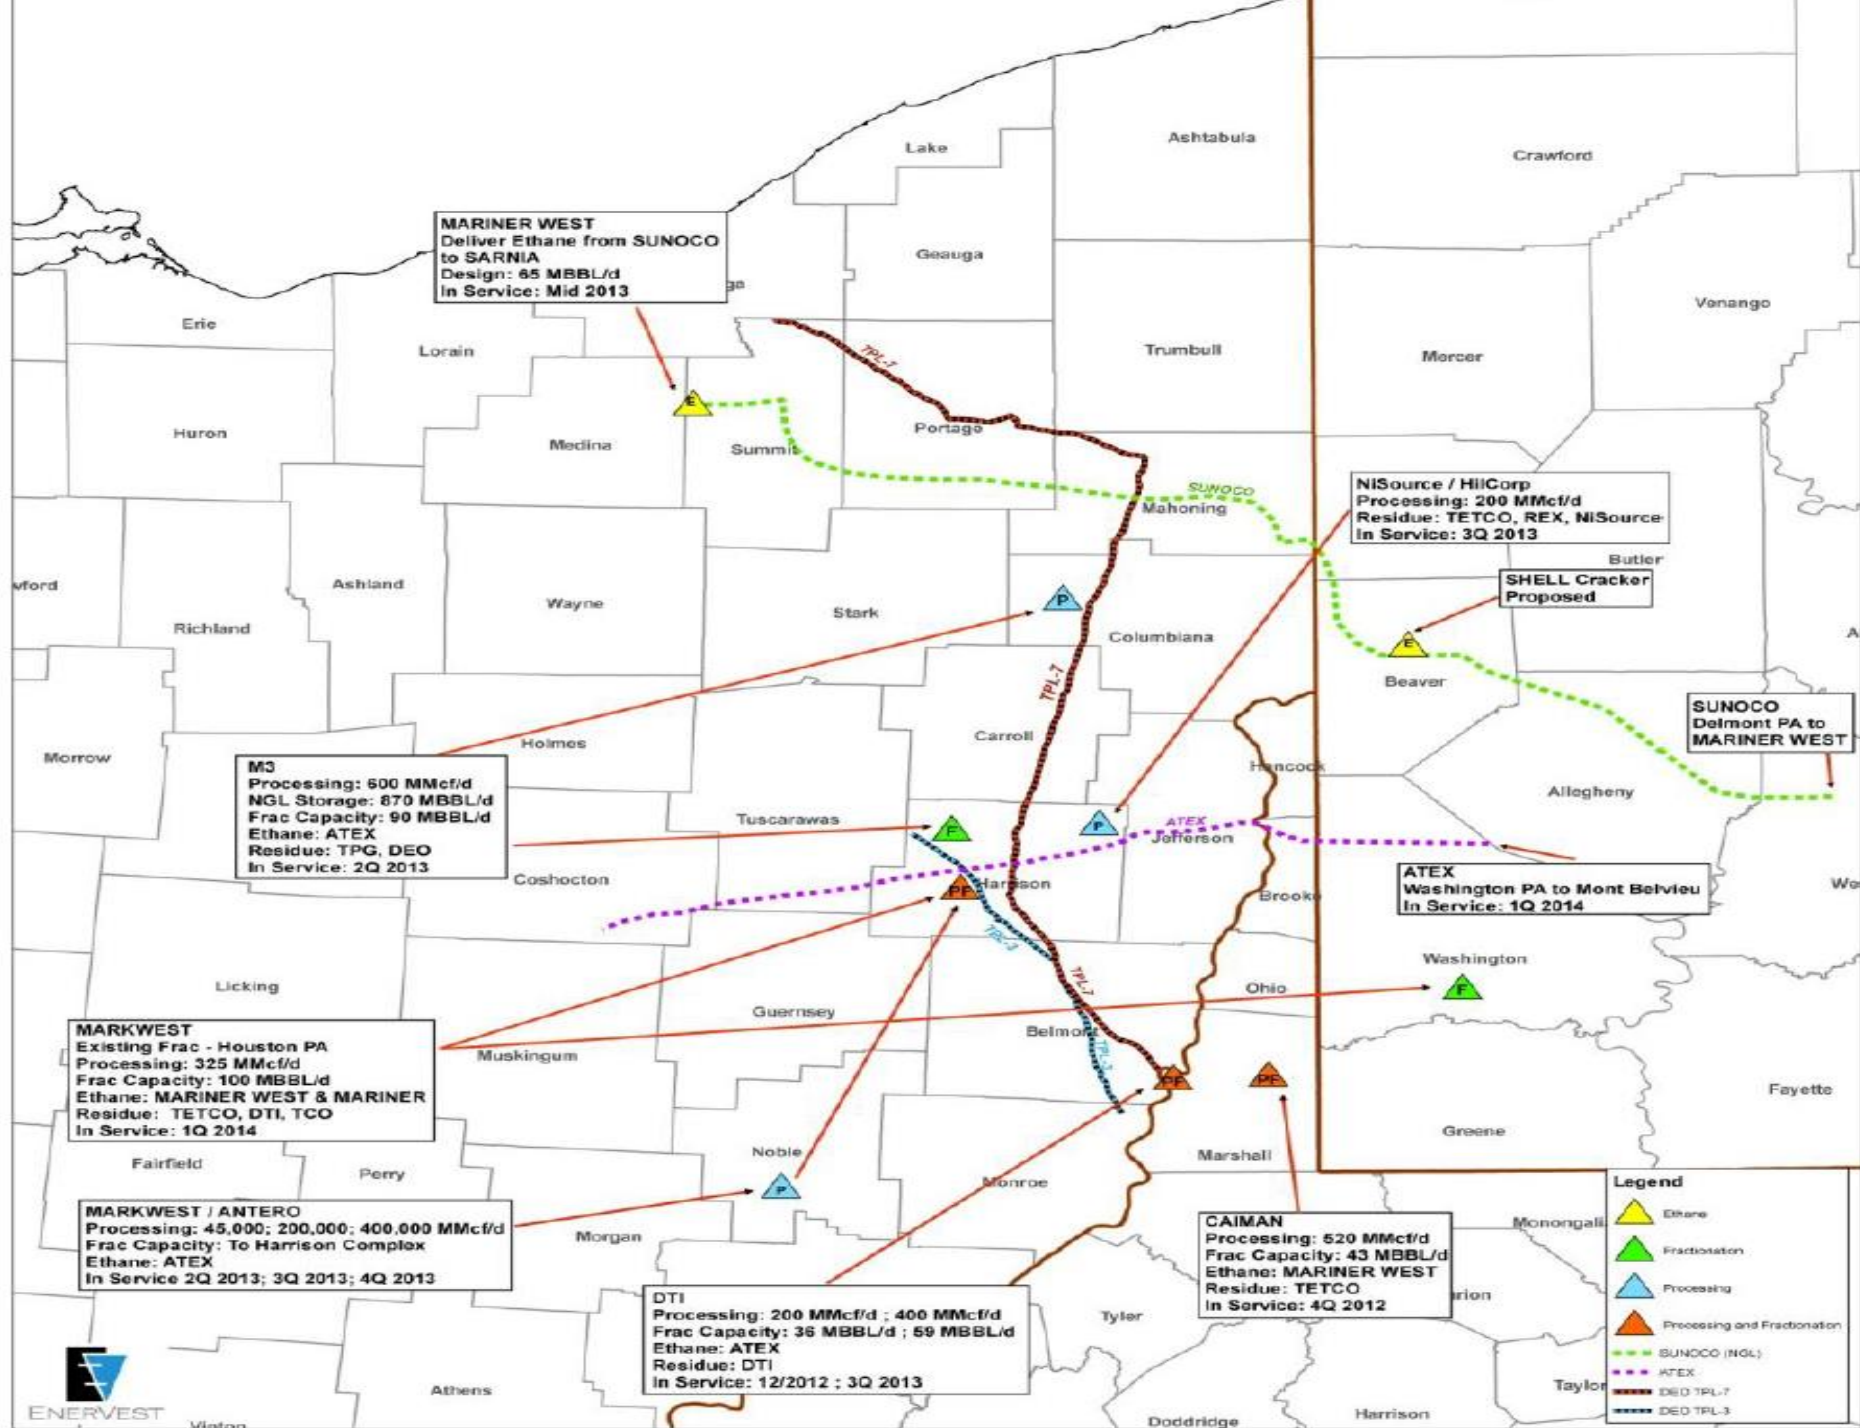 Lake
Ashtabula
Crawford
MARINER WEST
Deliver Ethane from SUNOCO
to SARNIA
Design: 65 MBBL/d
In Service: Mid 2013
ga
Geauga
Venango
Erie
Lorain
TPL-7
Trumbull
Mercer
E
Huron
Medina
Summit
Portage
SUNOCO
Mahoning
NiSource / HilCorp
Processing: 200 MMcf/d
Residue: TETCO, REX, NiSource
In Service: 3Q 2013
Butler
SHELL Cracker
Proposed
wford
Ashland
Wayne
Stark
P
Richland
Columbiana
A
E
TPL-7
Beaver
SUNOCO
Delmont PA to
MARINER WEST
Morrow
Holmes
Carroll
Hancock
Allegheny
M3
Processing: 600 MMcf/d
NGL Storage: 870 MBBL/d
Frac Capacity: 90 MBBL/d
Ethane: ATEX
Residue: TPG, DEO
In Service: 2Q 2013
Tuscarawas
F
P
ATEX
Jefferson
Coshocton
PF
Harrison
Brooke
ATEX
Washington PA to Mont Belvieu
In Service: 1Q 2014
We
TPL-3
Washington
F
Licking
TPL-7
Ohio
Guernsey
Belmont
MARKWEST
Existing Frac - Houston PA
Processing: 325 MMcf/d
Frac Capacity: 100 MBBL/d
Ethane: MARINER WEST & MARINER
Residue: TETCO, DTI, TCO
In Service: 1Q 2014
Muskingum
TPL-3
PF
PF
Fayette
Greene
Fairfield
Perry
Noble
Marshall
P
Monroe
MARKWEST / ANTERO
Processing: 45,000; 200,000; 400,000 MMcf/d
Frac Capacity: To Harrison Complex
Ethane: ATEX
In Service 2Q 2013; 3Q 2013; 4Q 2013
Morgan
CAIMAN
Processing: 520 MMcf/d
Frac Capacity: 43 MBBL/d
Ethane: MARINER WEST
Residue: TETCO
In Service: 4Q 2012
Monongali
rion
DTI
Processing: 200 MMcf/d ; 400 MMcf/d
Frac Capacity: 36 MBBL/d ; 59 MBBL/d
Ethane: ATEX
Residue: DTI
In Service: 12/2012 ; 3Q 2013
Tyler
Taylor
Athens
Vinton
Doddridge
Harrison
Legend
Ethane
Fractionation
Processing
Processing and Fractionation
SUNOCO (NGL)
ATEX
DEO TPL-7
DEO TPL-3
ENERVEST